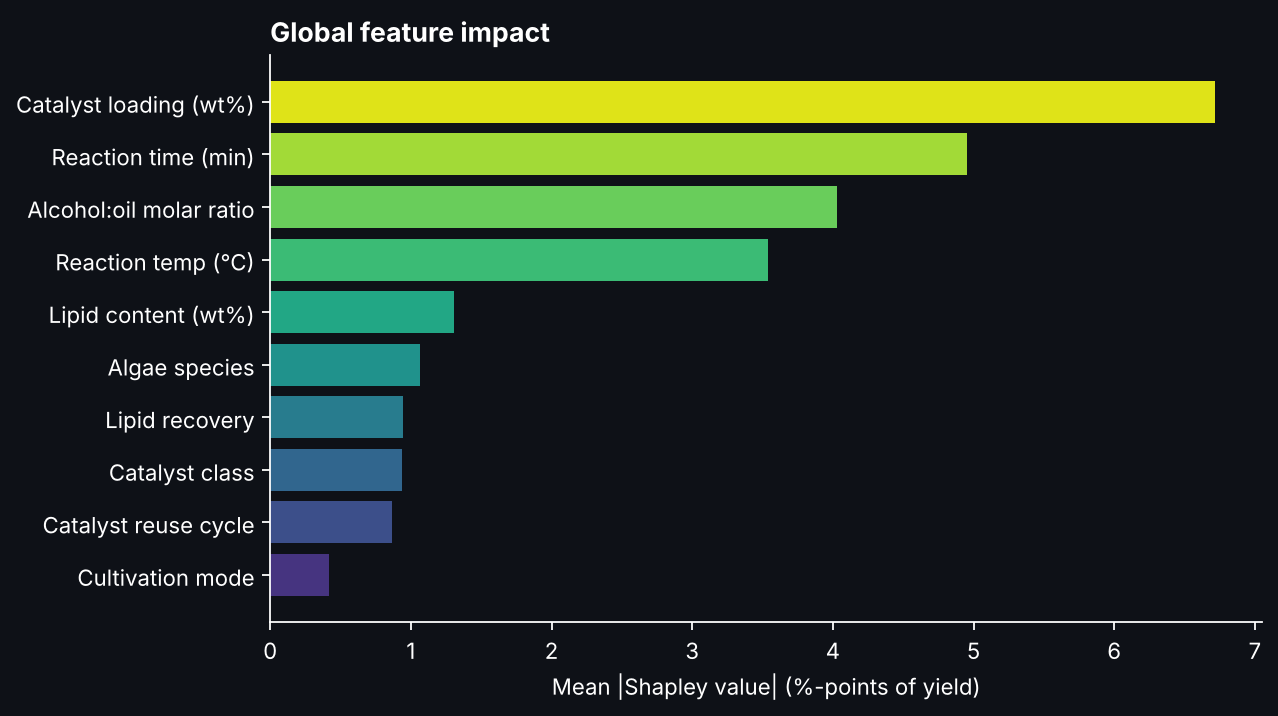 Global feature impact
Catalyst loading (wt%)
Reaction time (min)
Alcohol:oil molar ratio
Reaction temp (°C)
Lipid content (wt%)
Algae species
Lipid recovery
Catalyst class
Catalyst reuse cycle
Cultivation mode
0 1 2 3 4 5 6 7
Mean |Shapley value| (%-points of yield)